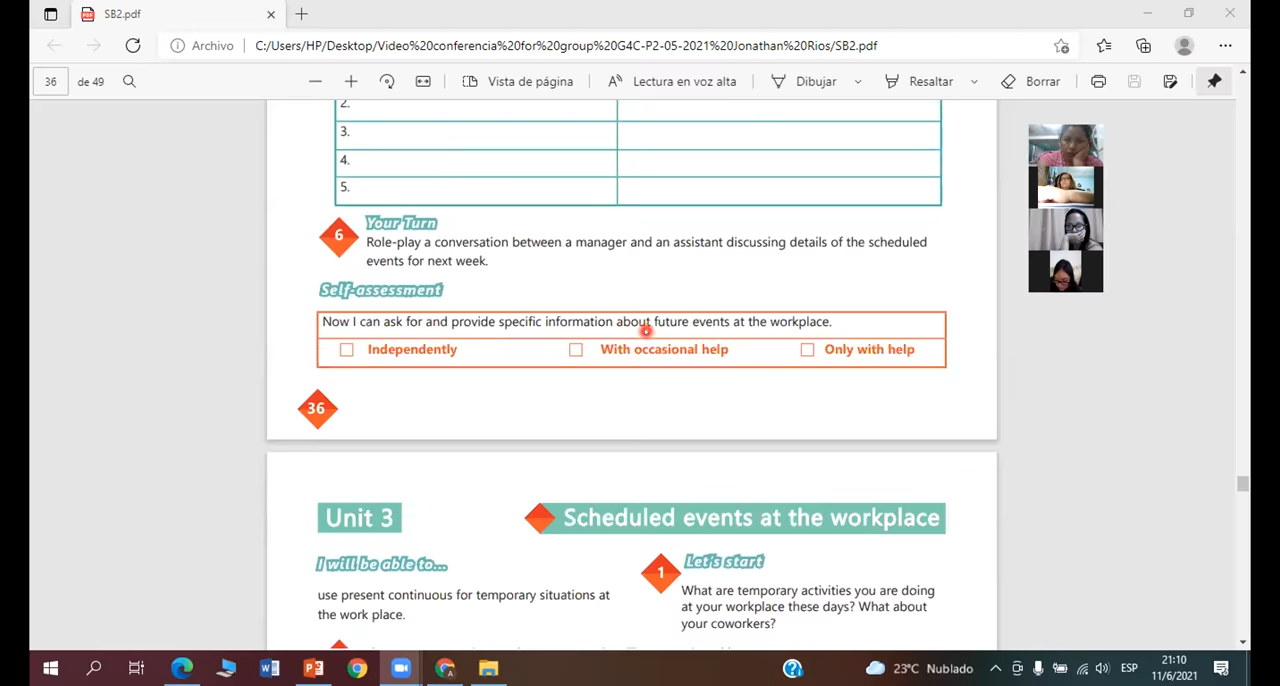 SB2.pdf
Archivo C:/Users/HP/Desktop/Video%20conferencia%20for%20group%20G4C-P2-05-2021%20Jonathan%20Rios/SB2.pdf
36 de 49 Vista de página Lectura en voz alta Dibujar Resaltar Borrar
2.
3.
4.
5.
6 Your Turn
Role-play a conversation between a manager and an assistant discussing details of the scheduled
events for next week.
Self-assessment
Now I can ask for and provide specific information about future events at the workplace.
Independently With occasional help Only with help
36
Unit 3 Scheduled events at the workplace
I will be able to...
use present continuous for temporary situations at
the work place.
1 Let's start
What are temporary activities you are doing
at your workplace these days? What about
your coworkers?
23°C Nublado ESP 21:10
11/6/2021